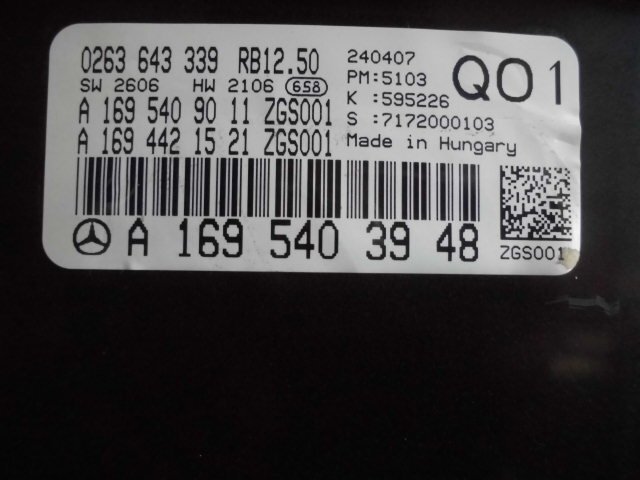 0263 643 339 RB12.50
SW 2606 HW 2106 658
A 169 540 90 11 ZGS001
A 169 442 15 21 ZGS001
240407
PM:5103
K :595226
S :7172000103
Made in Hungary
Q01
A 169 540 39 48
ZGS001